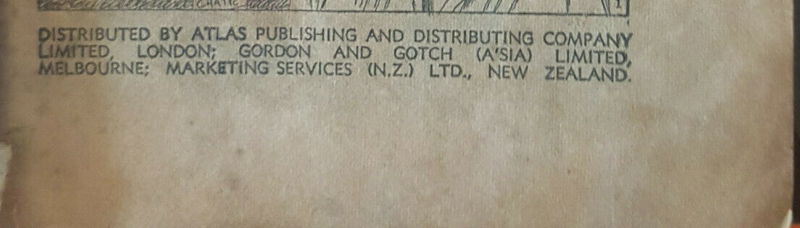 DISTRIBUTED BY ATLAS PUBLISHING AND DISTRIBUTING COMPANY
LIMITED, LONDON; GORDON AND GOTCH (A'SIA) LIMITED,
MELBOURNE; MARKETING SERVICES (N.Z.) LTD., NEW ZEALAND.